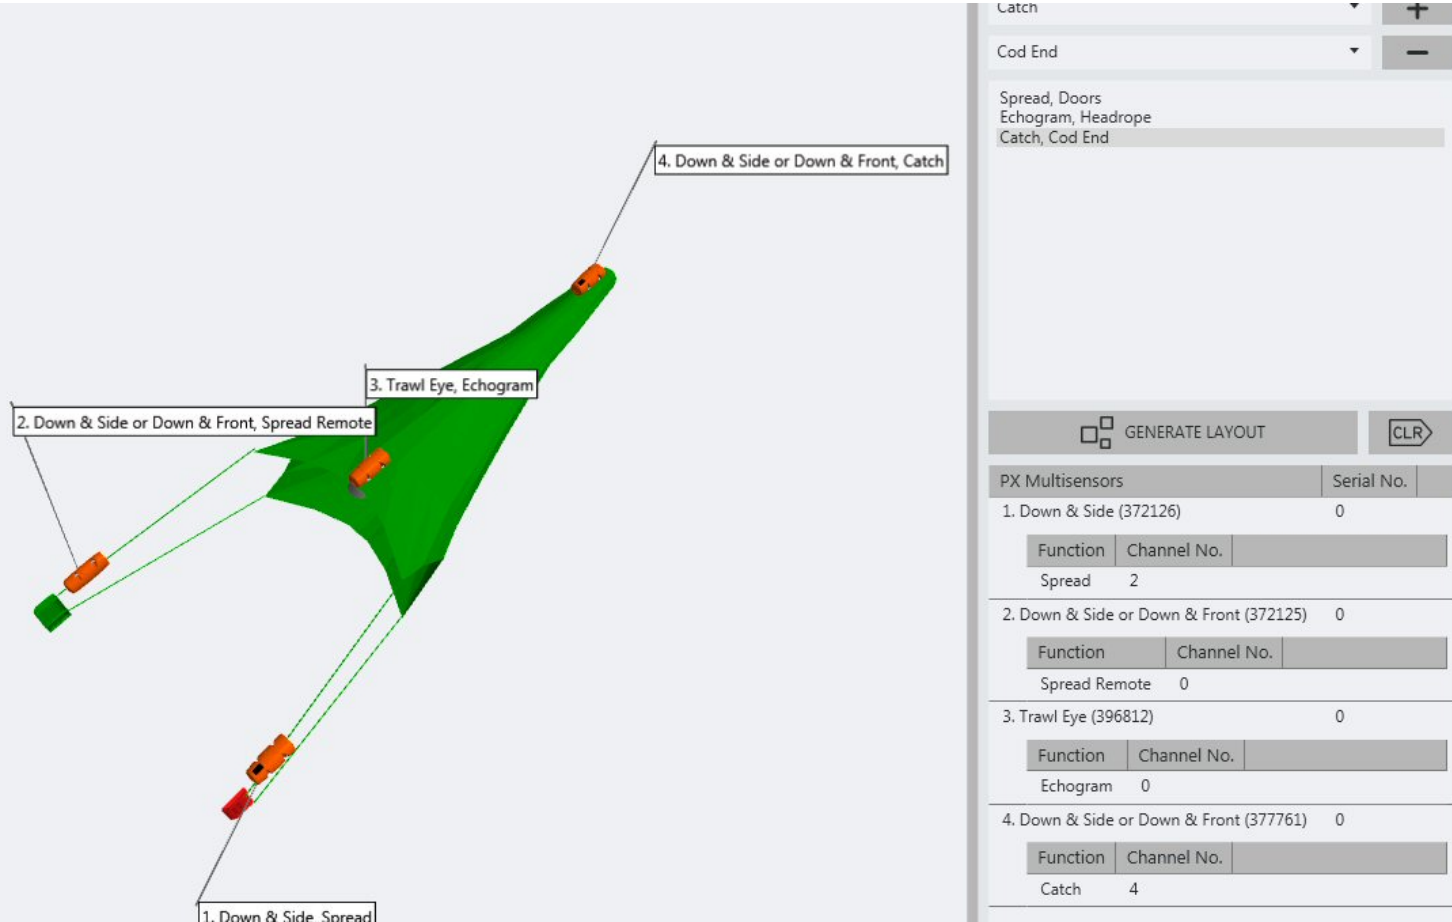 4. Down & Side or Down & Front, Catch
3. Trawl Eye, Echogram
2. Down & Side or Down & Front, Spread Remote
1. Down & Side, Spread
Catch
Cod End
Spread, Doors
Echogram, Headrope
Catch, Cod End
GENERATE LAYOUT
CLR
PX Multisensors Serial No.
1. Down & Side (372126) 0
Function Channel No.
Spread 2
2. Down & Side or Down & Front (372125) 0
Function Channel No.
Spread Remote 0
3. Trawl Eye (396812) 0
Function Channel No.
Echogram 0
4. Down & Side or Down & Front (377761) 0
Function Channel No.
Catch 4